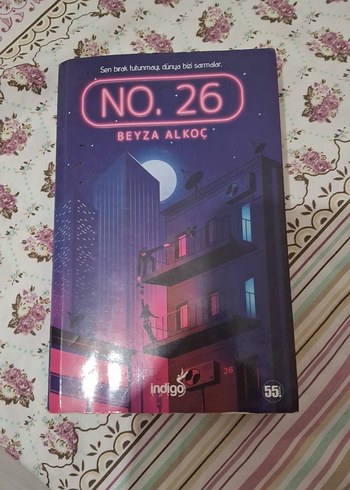 Sen bırak tutunmayı, dünya bizi sarmalar.
NO. 26
BEYZA ALKOÇ
26
indigo
55.